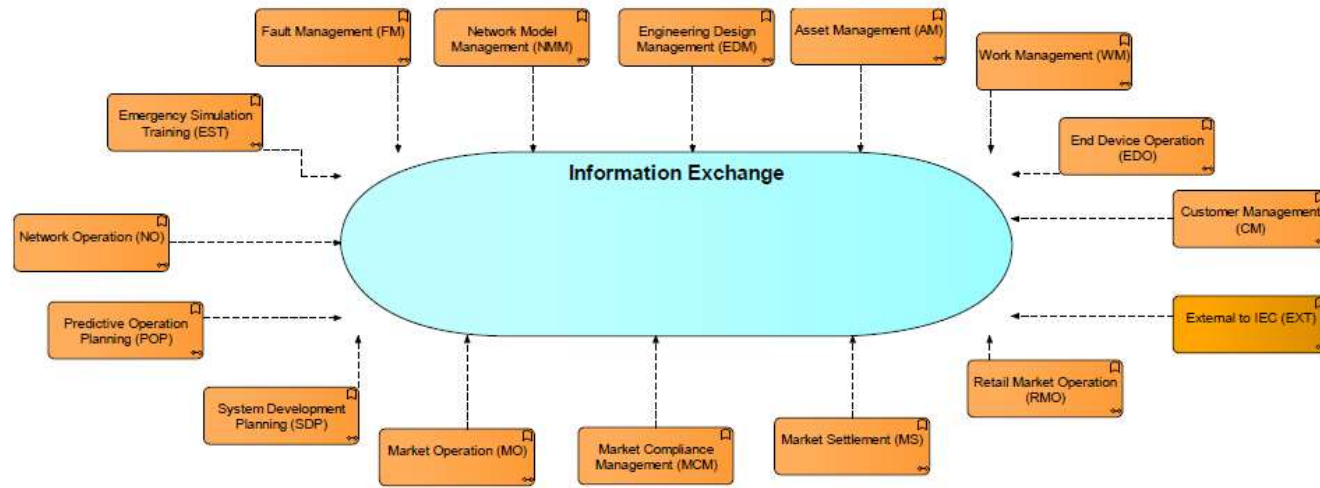 Fault Management (FM)
Network Model
Management (NMM)
Engineering Design
Management (EDM)
Asset Management (AM)
Work Management (WM)
Emergency Simulation
Training (EST)
End Device Operation
(EDO)
Information Exchange
Customer Management
(CM)
Network Operation (NO)
External to IEC (EXT)
Predictive Operation
Planning (POP)
Retail Market Operation
(RMO)
System Development
Planning (SDP)
Market Operation (MO)
Market Compliance
Management (MCM)
Market Settlement (MS)